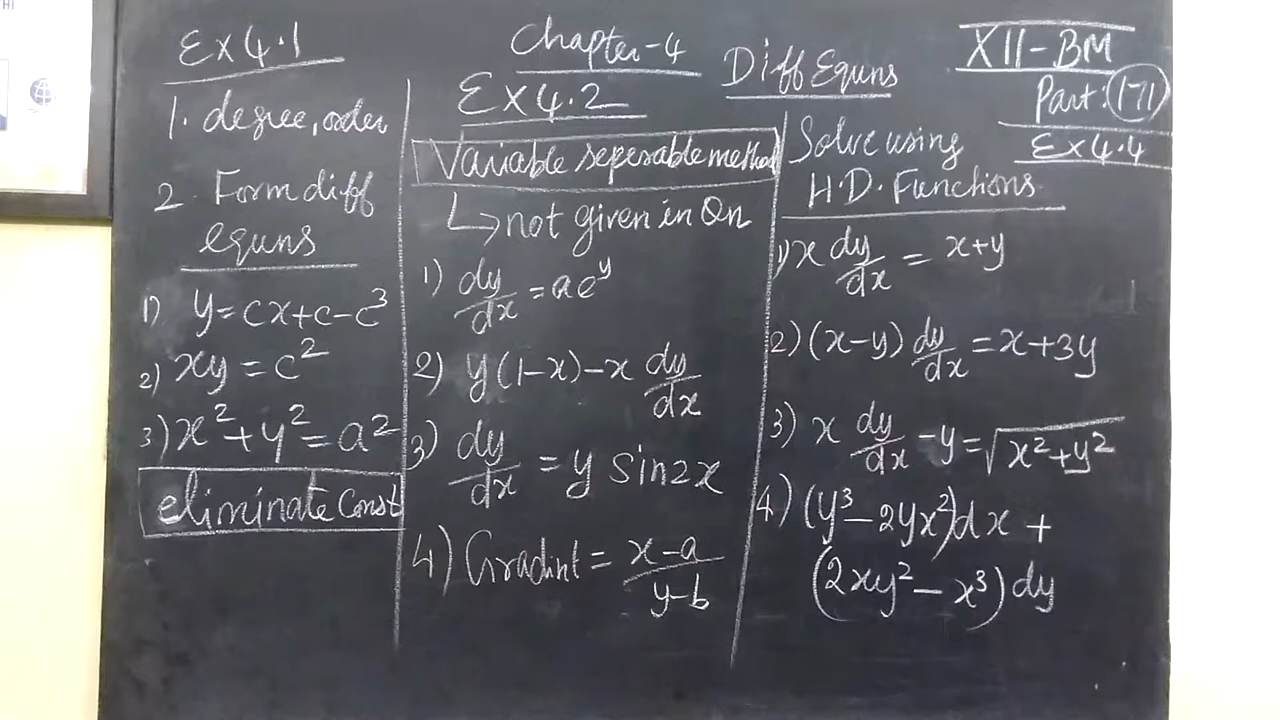 HI
Ex 4.1
1. degree, order
2. Form diff
equns
1) y=cx+c-c³
2) xy=c²
3) x²+y²=a²
eliminate Const
Chapter-4
Diff Equns
Ex 4.2
Variable seperable method
↳ not given in Qn
1) dy/dx = ae^y
2) y(1-x)-x dy/dx
3) dy/dx = y sin2x
4) Gradint = x-a/y-b
XII-BM
Part: 171
Ex 4.4
Solve using
H.D. Functions
1) x dy/dx = x+y
2) (x-y) dy/dx = x+3y
3) x dy/dx -y=√x²+y²
4) (y³-2yx²)dx +
(2xy²-x³) dy